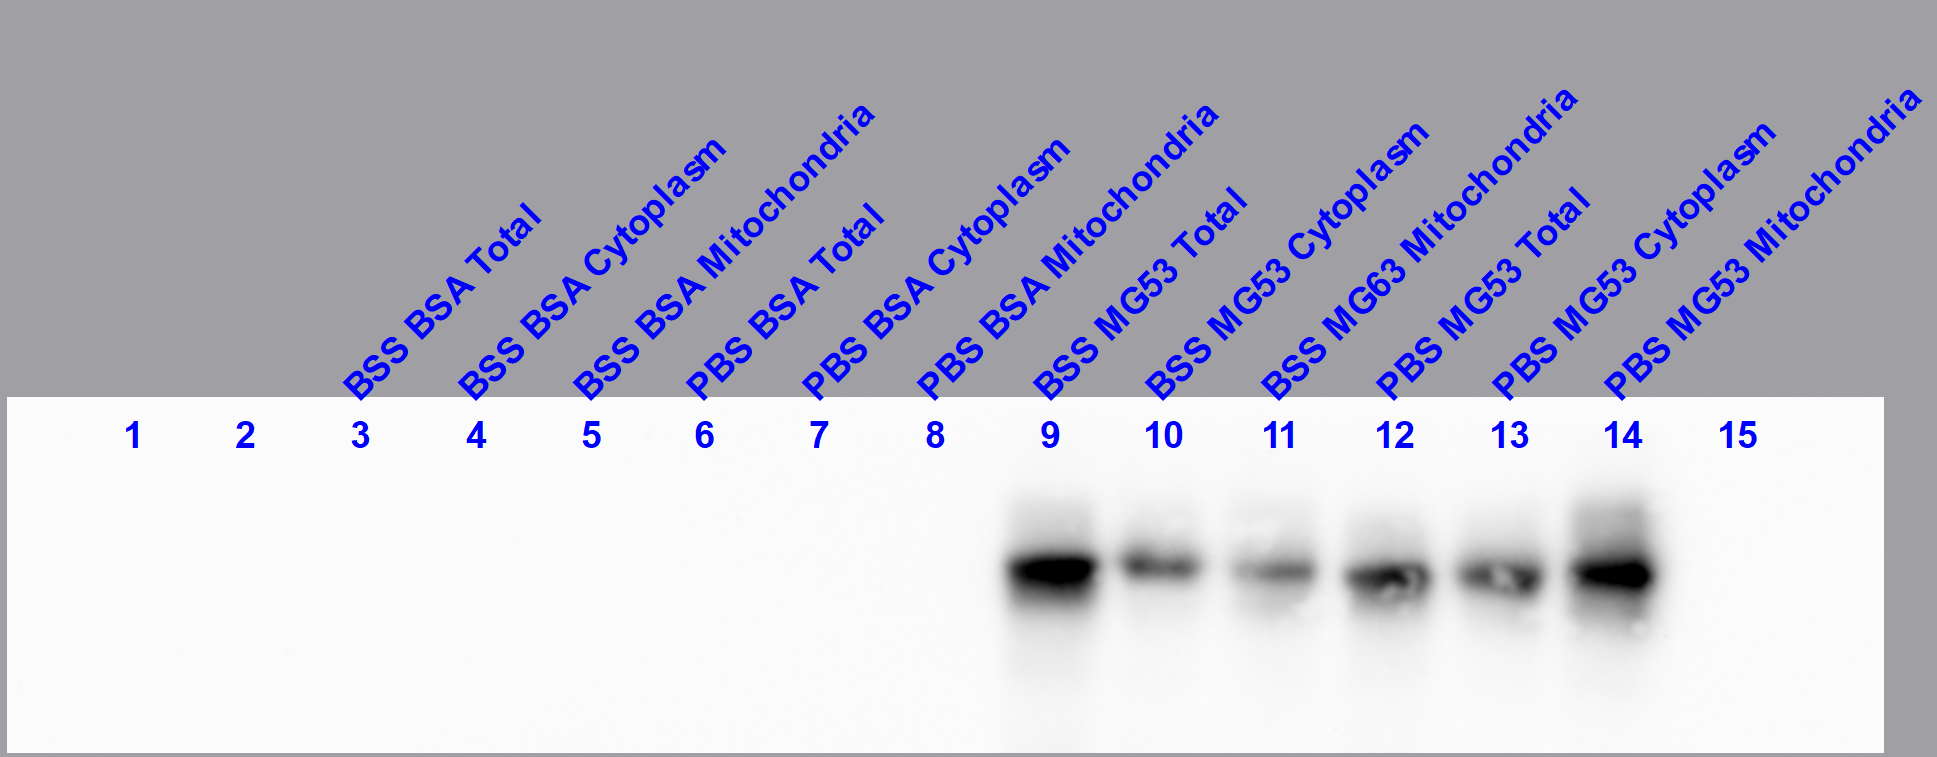 BSS BSA Total
BSS BSA Cytoplasm
BSS BSA Mitochondria
PBS BSA Total
PBS BSA Cytoplasm
PBS BSA Mitochondria
BSS MG53 Total
BSS MG53 Cytoplasm
BSS MG63 Mitochondria
PBS MG53 Total
PBS MG53 Cytoplasm
PBS MG53 Mitochondria
1 2 3 4 5 6 7 8 9 10 11 12 13 14 15